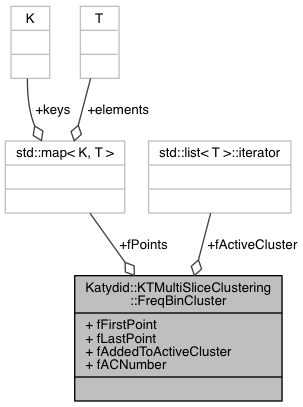 K
T
+keys
+elements
std::map< K, T >
std::list< T >::iterator
+fPoints
+fActiveCluster
Katydid::KTMultiSliceClustering
::FreqBinCluster
+ fFirstPoint
+ fLastPoint
+ fAddedToActiveCluster
+ fACNumber